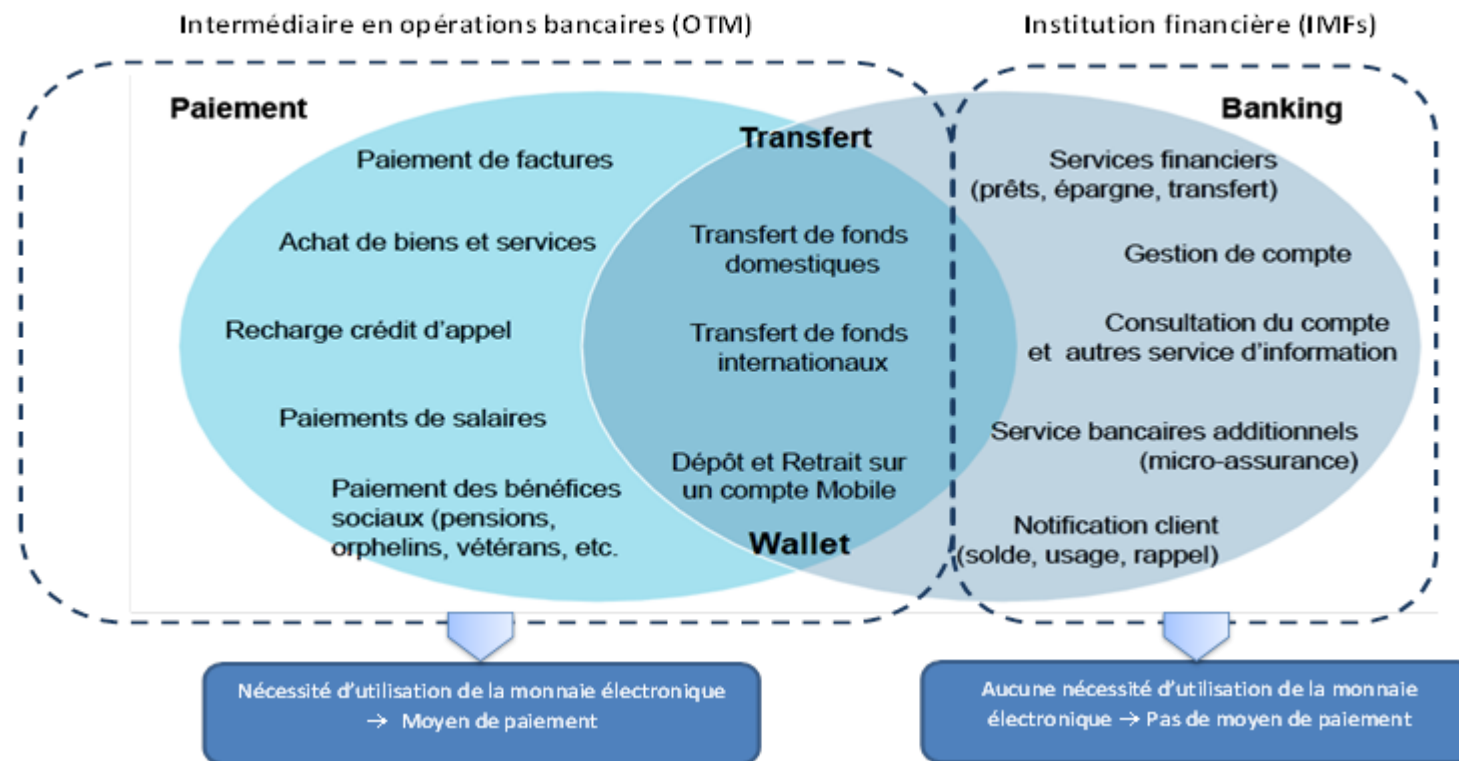 Intermédiaire en opérations bancaires (OTM)
Institution financière (IMFs)
Paiement
Paiement de factures
Achat de biens et services
Recharge crédit d'appel
Paiements de salaires
Paiement des bénéfices
sociaux (pensions,
orphelins, vétérans, etc.
Transfert
Transfert de fonds
domestiques
Transfert de fonds
internationaux
Dépôt et Retrait sur
un compte Mobile
Wallet
Banking
Services financiers
(prêts, épargne, transfert)
Gestion de compte
Consultation du compte
et autres service d'information
Service bancaires additionnels
(micro-assurance)
Notification client
(solde, usage, rappel)
Nécessité d'utilisation de la monnaie électronique
→ Moyen de paiement
Aucune nécessité d'utilisation de la monnaie
électronique → Pas de moyen de paiement